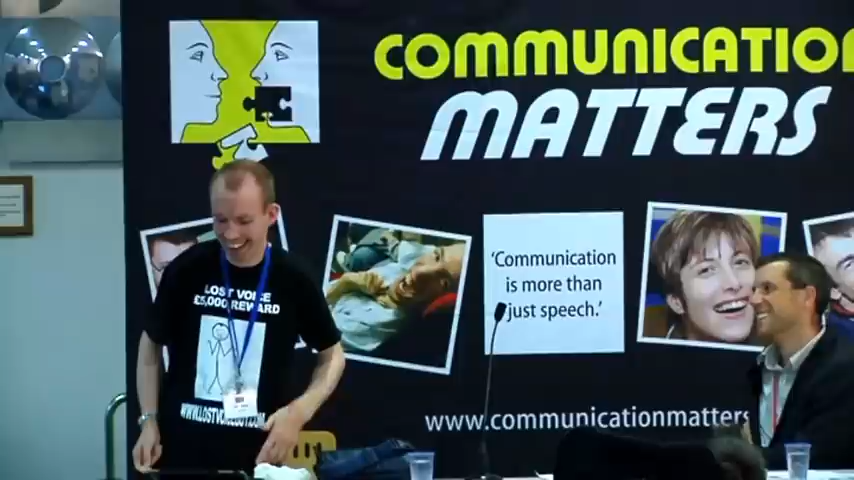 COMMUNICATIO
MATTERS
'Communication
is more than
just speech.'
LOST VOICE
£5,000 REWARD
www.communicationmatters